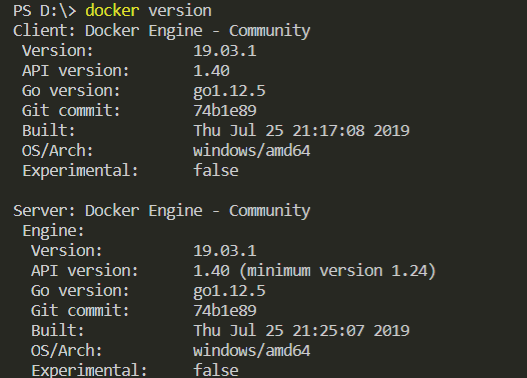 PS D:\> docker version
Client: Docker Engine - Community
 Version:           19.03.1
 API version:       1.40
 Go version:        go1.12.5
 Git commit:        74b1e89
 Built:             Thu Jul 25 21:17:08 2019
 OS/Arch:           windows/amd64
 Experimental:      false

Server: Docker Engine - Community
 Engine:
  Version:          19.03.1
  API version:      1.40 (minimum version 1.24)
  Go version:       go1.12.5
  Git commit:       74b1e89
  Built:            Thu Jul 25 21:25:07 2019
  OS/Arch:          windows/amd64
  Experimental:     false